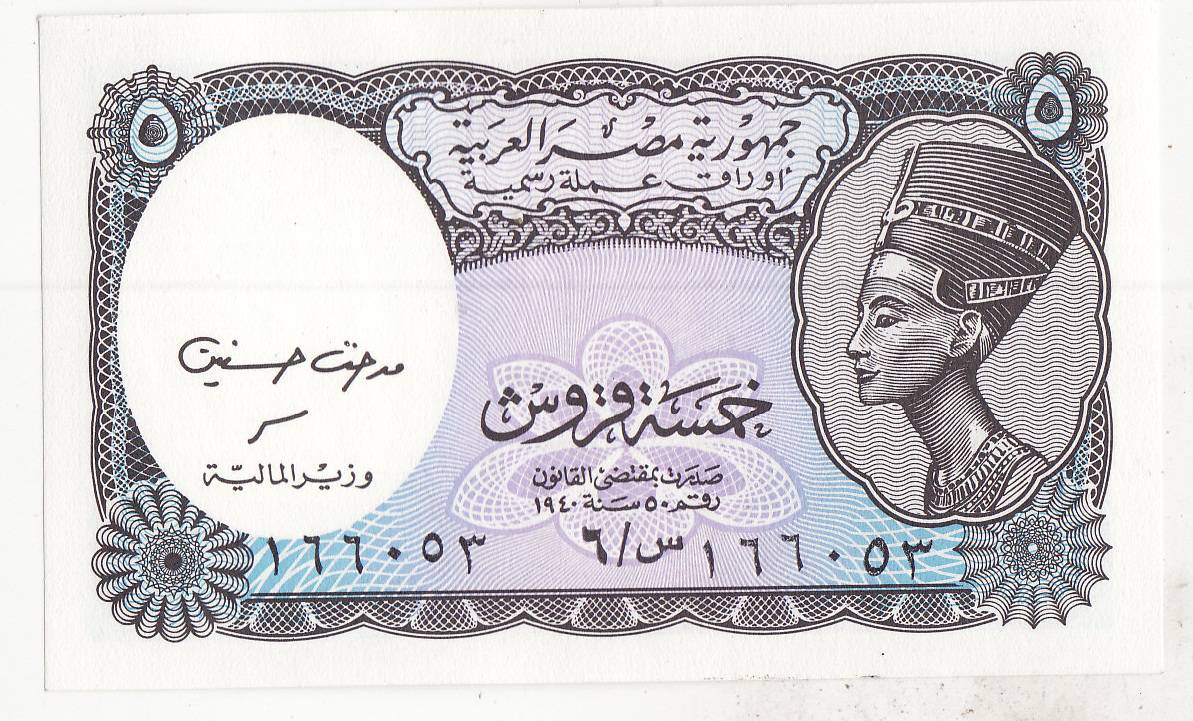 ٥
٥
جمهورية مصر العربية
أوراق عملة رسمية
خمسة قروش
صدرت بمقتضى القانون
رقم ٥٠ سنة ١٩٤٠
مدحت حسنين
وزير المالية
١٦٦٠٥٣
س/٦
١٦٦٠٥٣